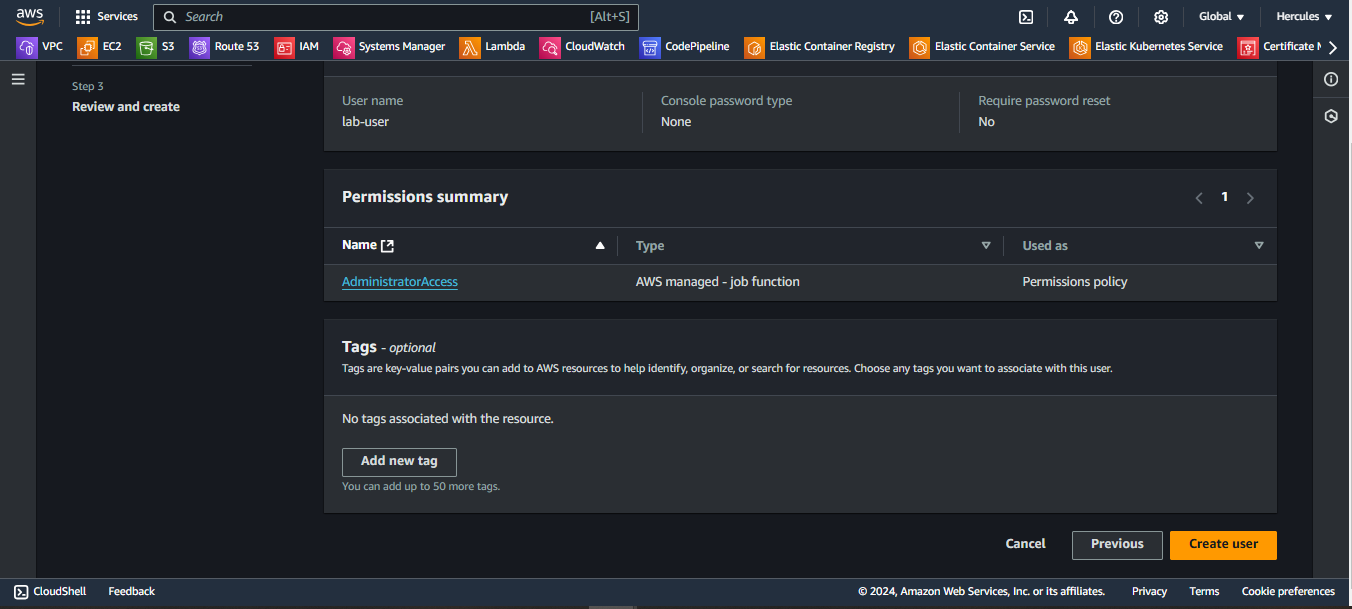 aws Services Search [Alt+S] Global Hercules
VPC EC2 S3 Route 53 IAM Systems Manager Lambda CloudWatch CodePipeline Elastic Container Registry Elastic Container Service Elastic Kubernetes Service Certificate
Step 3
Review and create
User name Console password type Require password reset
lab-user None No
Permissions summary 1
Name Type Used as
AdministratorAccess AWS managed - job function Permissions policy
Tags - optional
Tags are key-value pairs you can add to AWS resources to help identify, organize, or search for resources. Choose any tags you want to associate with this user.
No tags associated with the resource.
Add new tag
You can add up to 50 more tags.
Cancel Previous Create user
CloudShell Feedback © 2024, Amazon Web Services, Inc. or its affiliates. Privacy Terms Cookie preferences